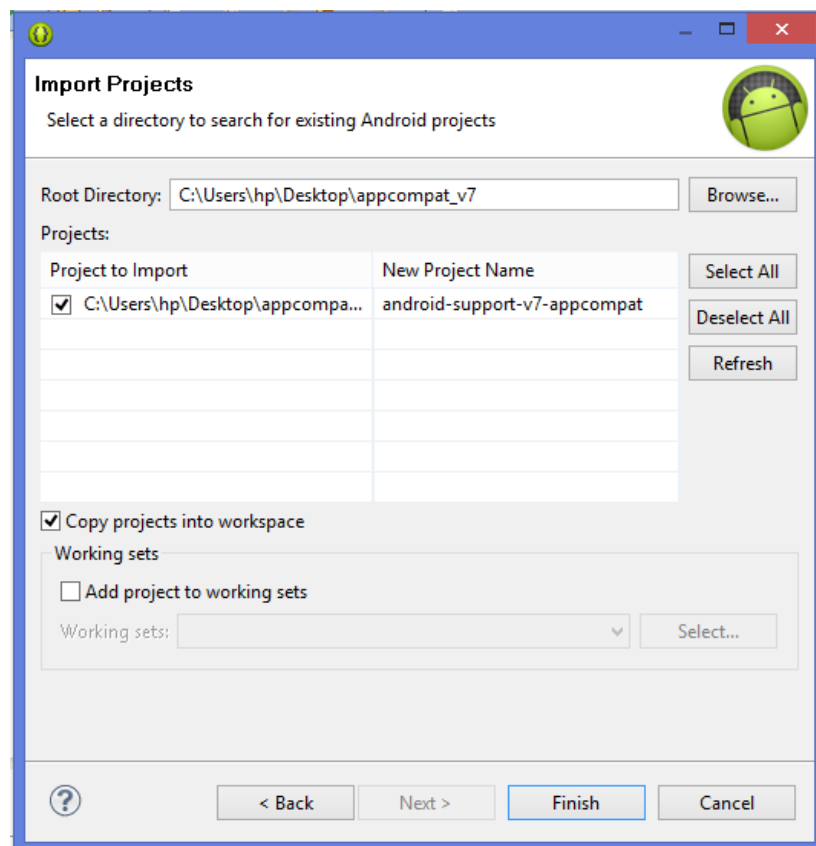 Import Projects
Select a directory to search for existing Android projects
Root Directory: C:\Users\hp\Desktop\appcompat_v7 Browse...
Projects:
Project to Import New Project Name Select All
C:\Users\hp\Desktop\appcompa... android-support-v7-appcompat
Deselect All
Refresh
Copy projects into workspace
Working sets
Add project to working sets
Working sets: Select...
? < Back Next > Finish Cancel